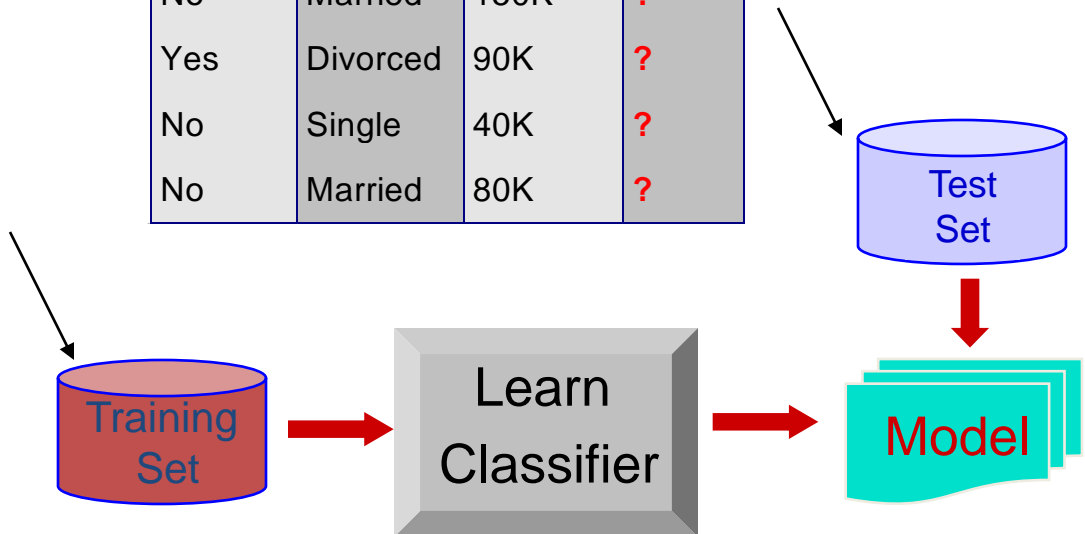 Yes Divorced 90K ?
No Single 40K ?
No Married 80K ?
Test
Set
Training
Set
Learn
Classifier
Model